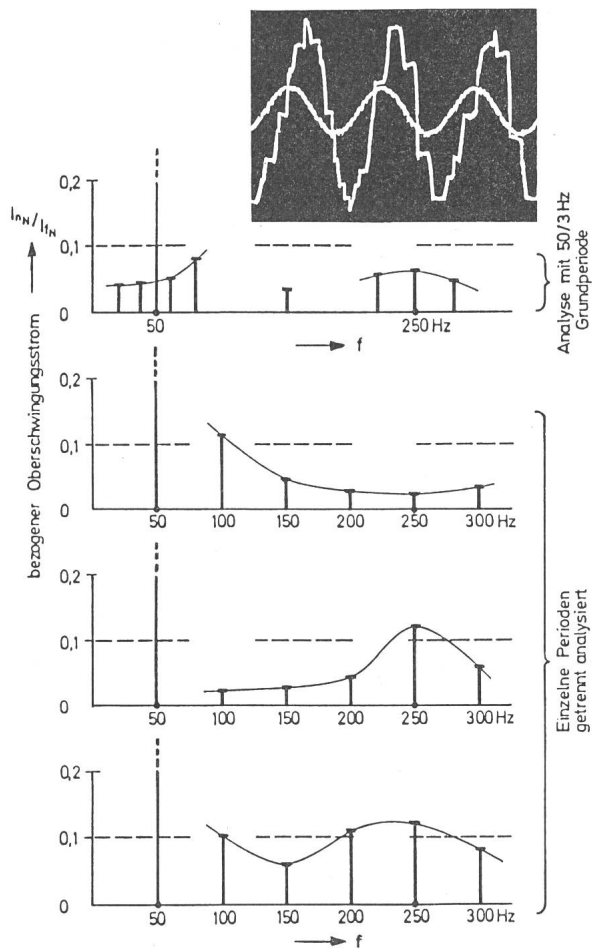 0,2
I_nN/I_1N
0,1
0
50
250 Hz
f
Analyse mit 50/3 Hz
Grundperiode
bezogener Oberschwingungsstrom
0,2
0,1
0
50
100
150
200
250
300 Hz
0,2
0,1
0
50
100
150
200
250
300 Hz
0,2
0,1
0
50
100
150
200
250
300 Hz
f
Einzelne Perioden
getrennt analysiert